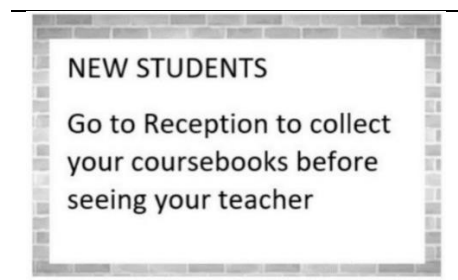 NEW STUDENTS
Go to Reception to collect
your coursebooks before
seeing your teacher